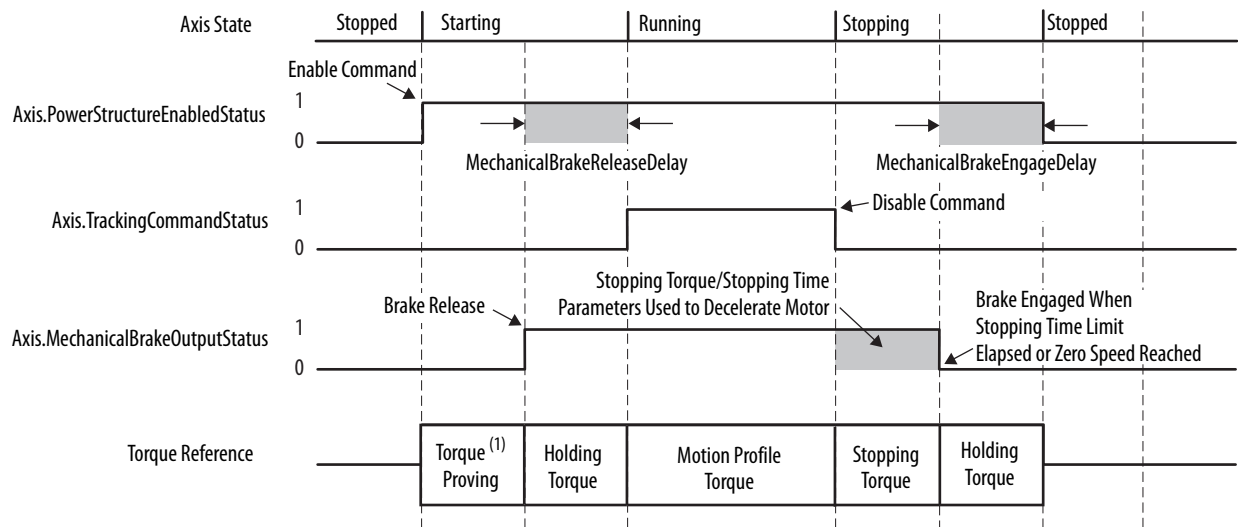 Axis State
Stopped
Starting
Running
Stopping
Stopped
Enable Command
Axis.PowerStructureEnabledStatus
1
0
MechanicalBrakeReleaseDelay
MechanicalBrakeEngageDelay
Axis.TrackingCommandStatus
1
0
Disable Command
Stopping Torque/Stopping Time
Parameters Used to Decelerate Motor
Brake Release
Axis.MechanicalBrakeOutputStatus
1
0
Brake Engaged When
Stopping Time Limit
Elapsed or Zero Speed Reached
Torque Reference
Torque (1)
Proving
Holding
Torque
Motion Profile
Torque
Stopping
Torque
Holding
Torque